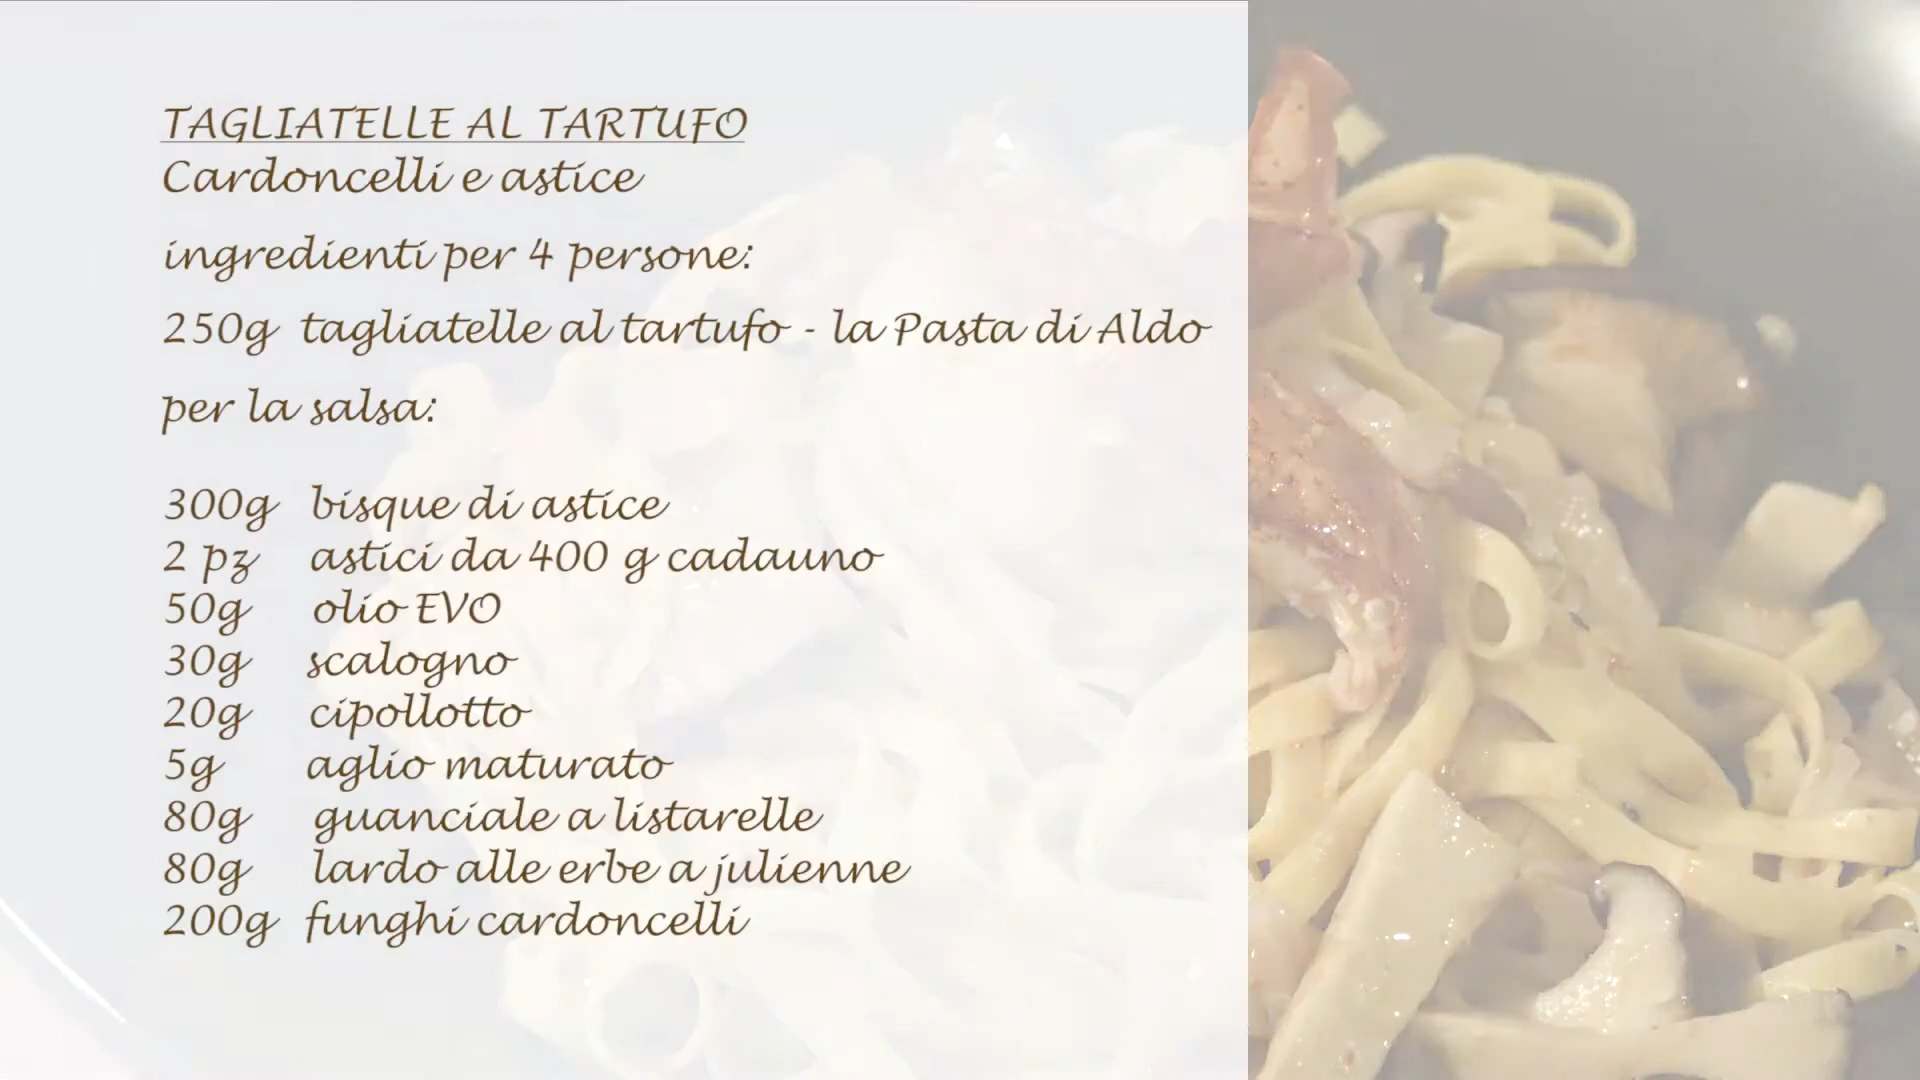 TAGLIATELLE AL TARTUFO
Cardoncelli e astice
ingredienti per 4 persone:
250g tagliatelle al tartufo - la Pasta di Aldo
per la salsa:
300g bisque di astice
2 pz astici da 400 g cadauno
50g olio EVO
30g scalogno
20g cipollotto
5g aglio maturato
80g guanciale a listarelle
80g lardo alle erbe a julienne
200g funghi cardoncelli